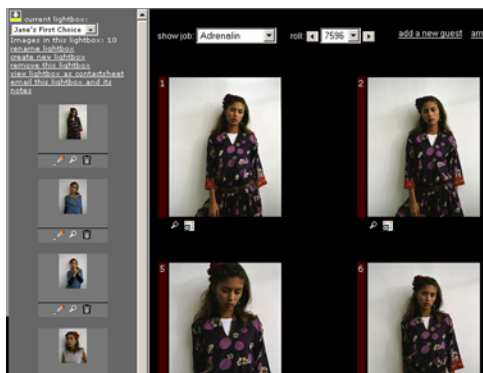 current lightbox:
Jane's First Choice
Images in this lightbox: 10
rename lightbox
create new lightbox
remove this lightbox
view lightbox as contactsheet
email this lightbox and its
notes
show job: Adrenalin roll: 7596 add a new guest am
1
2
5
6